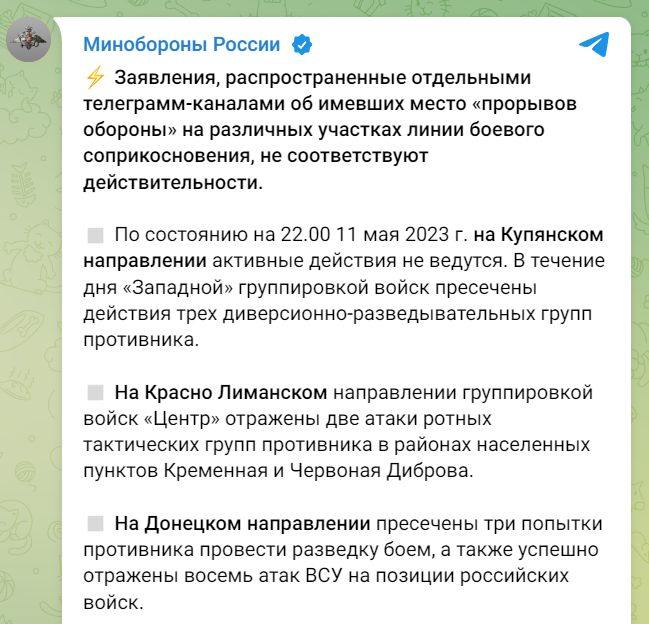 Минобороны России
⚡ Заявления, распространенные отдельными
телеграмм-каналами об имевших место «прорывов
обороны» на различных участках линии боевого
соприкосновения, не соответствуют
действительности.
По состоянию на 22.00 11 мая 2023 г. на Купянском
направлении активные действия не ведутся. В течение
дня «Западной» группировкой войск пресечены
действия трех диверсионно-разведывательных групп
противника.
На Красно Лиманском направлении группировкой
войск «Центр» отражены две атаки ротных
тактических групп противника в районах населенных
пунктов Кременная и Червоная Диброва.
На Донецком направлении пресечены три попытки
противника провести разведку боем, а также успешно
отражены восемь атак ВСУ на позиции российских
войск.